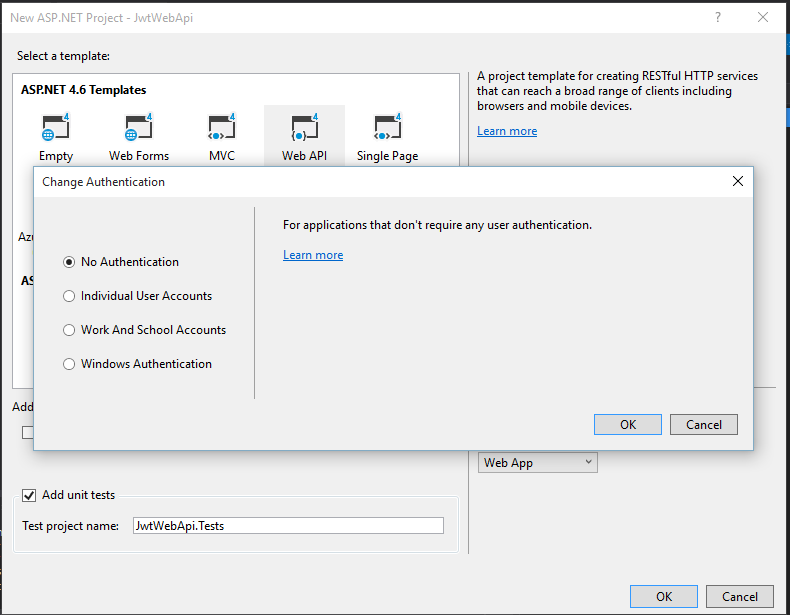 New ASP.NET Project - JwtWebApi
Select a template:
ASP.NET 4.6 Templates
4 4 4 4 4
Empty Web Forms MVC Web API Single Page
A project template for creating RESTful HTTP services
that can reach a broad range of clients including
browsers and mobile devices.
Learn more
Change Authentication
No Authentication
Individual User Accounts
Work And School Accounts
Windows Authentication
For applications that don't require any user authentication.
Learn more
OK Cancel
Web App
Add unit tests
Test project name: JwtWebApi.Tests
OK Cancel